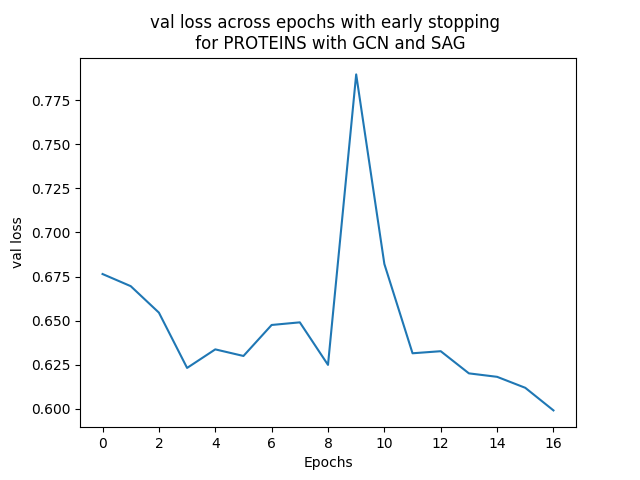 val loss across epochs with early stopping
for PROTEINS with GCN and SAG
0.775
0.750
0.725
0.700
0.675
0.650
0.625
0.600
val loss
0 2 4 6 8 10 12 14 16
Epochs